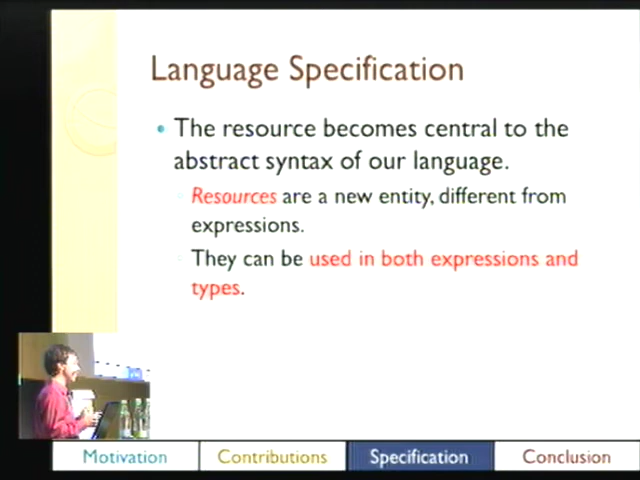 Language Specification
The resource becomes central to the
abstract syntax of our language.
Resources are a new entity, different from
expressions.
They can be used in both expressions and
types.
Motivation
Contributions
Specification
Conclusion